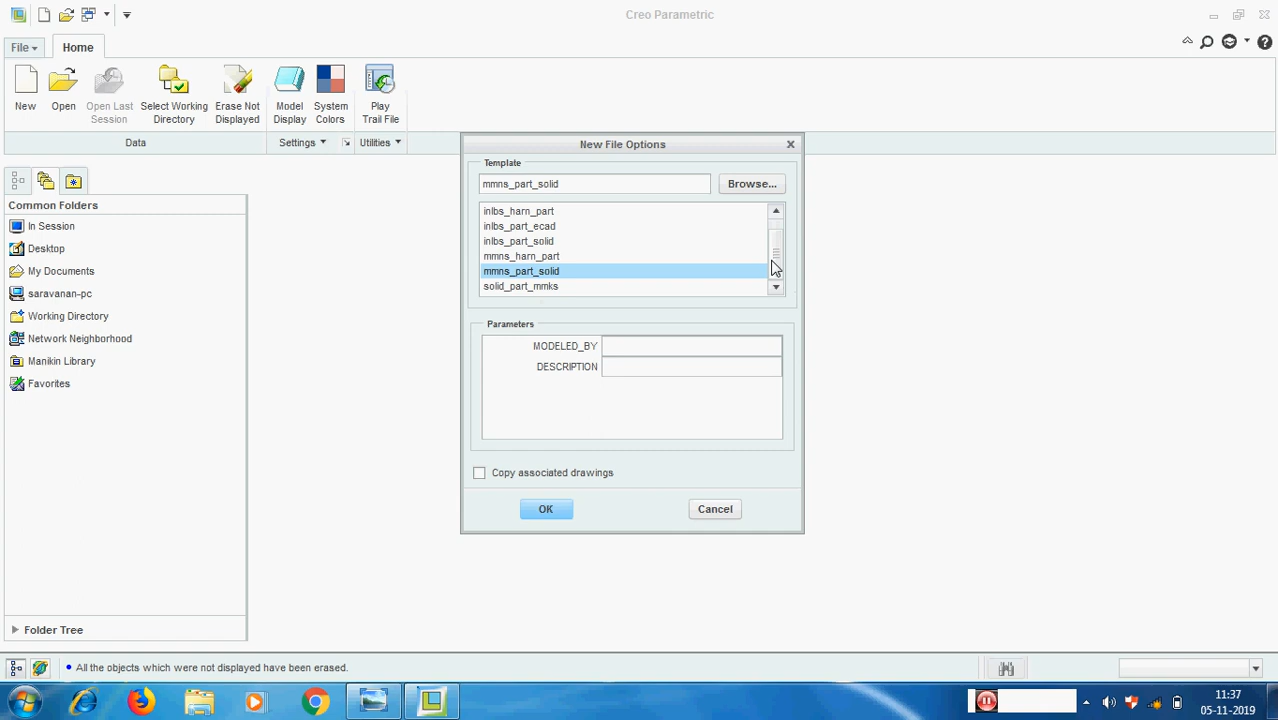 Creo Parametric
File
Home
New
Open
Open Last
Session
Select Working
Directory
Erase Not
Displayed
Model
Display
System
Colors
Play
Trail File
Data
Settings
Utilities
Common Folders
In Session
Desktop
My Documents
saravanan-pc
Working Directory
Network Neighborhood
Manikin Library
Favorites
Folder Tree
New File Options
Template
mmns_part_solid
Browse...
inlbs_harn_part
inlbs_part_ecad
inlbs_part_solid
mmns_harn_part
mmns_part_solid
solid_part_mmks
Parameters
MODELED_BY
DESCRIPTION
Copy associated drawings
OK
Cancel
All the objects which were not displayed have been erased.
11:37
05-11-2019